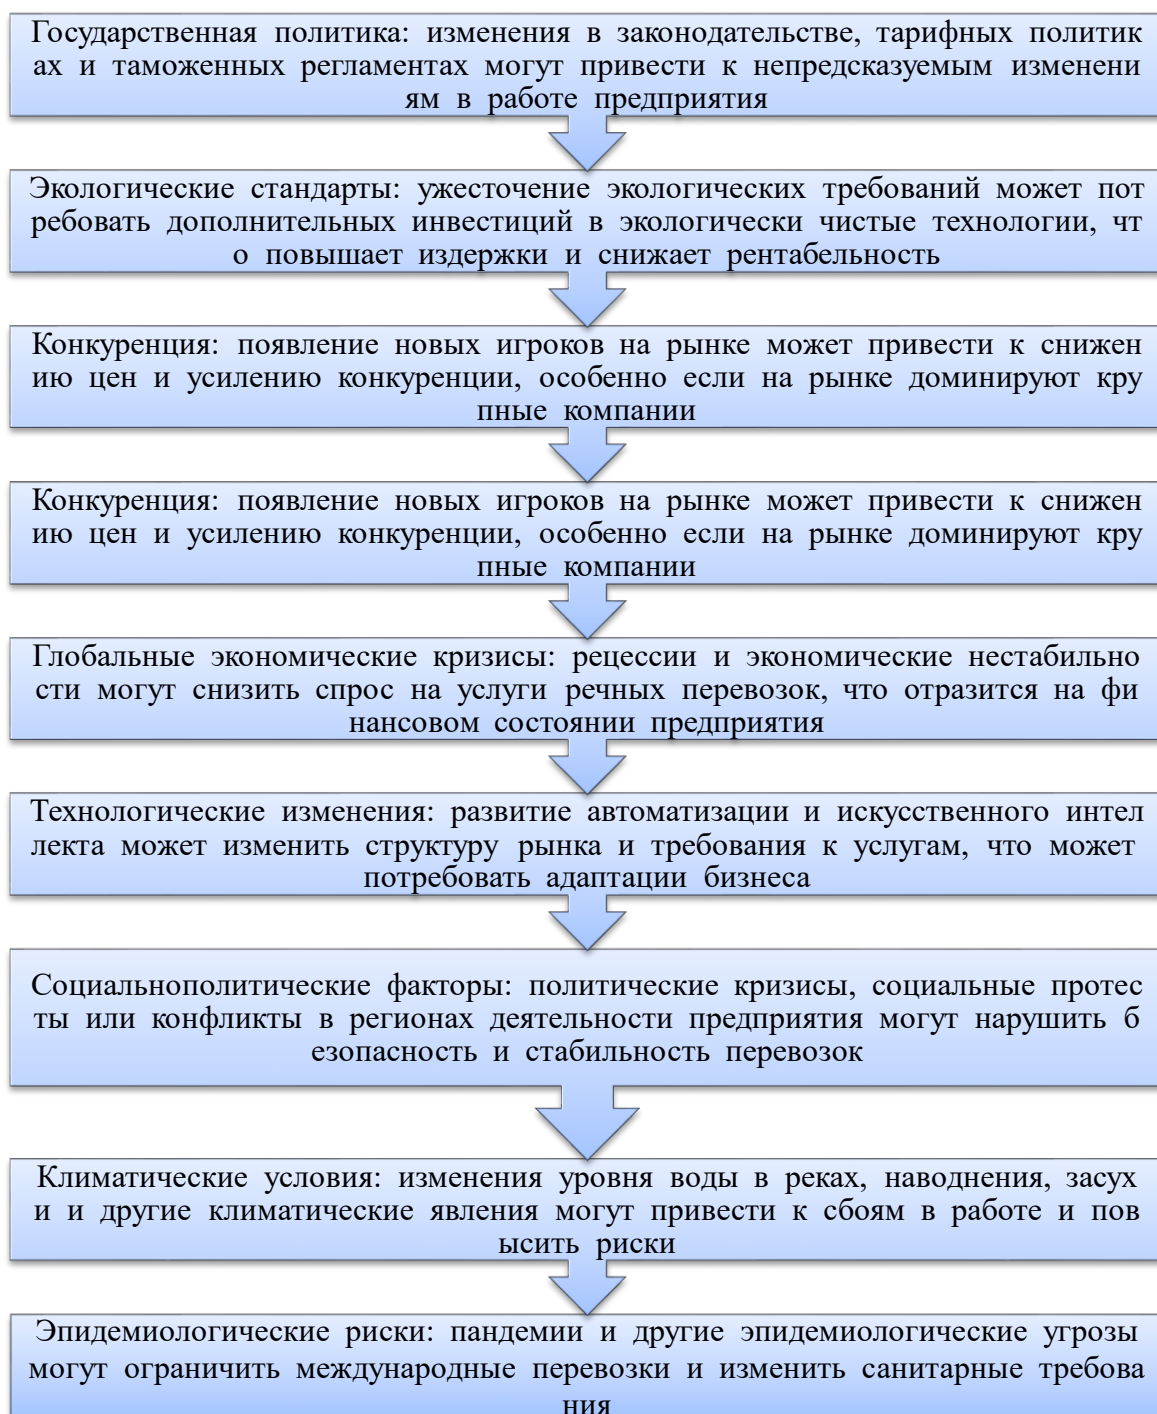 Государственная политика: изменения в законодательстве, тарифных политик
ах и таможенных регламентах могут привести к непредсказуемым изменени
ям в работе предприятия
Экологические стандарты: ужесточение экологических требований может пот
ребовать дополнительных инвестиций в экологически чистые технологии, чт
о повышает издержки и снижает рентабельность
Конкуренция: появление новых игроков на рынке может привести к снижен
ию цен и усилению конкуренции, особенно если на рынке доминируют кру
пные компании
Конкуренция: появление новых игроков на рынке может привести к снижен
ию цен и усилению конкуренции, особенно если на рынке доминируют кру
пные компании
Глобальные экономические кризисы: рецессии и экономические нестабильно
сти могут снизить спрос на услуги речных перевозок, что отразится на фи
нансовом состоянии предприятия
Технологические изменения: развитие автоматизации и искусственного интел
лекта может изменить структуру рынка и требования к услугам, что может
потребовать адаптации бизнеса
Социальнополитические факторы: политические кризисы, социальные протес
ты или конфликты в регионах деятельности предприятия могут нарушить б
езопасность и стабильность перевозок
Климатические условия: изменения уровня воды в реках, наводнения, засух
и и другие климатические явления могут привести к сбоям в работе и пов
ысить риски
Эпидемиологические риски: пандемии и другие эпидемиологические угрозы
могут ограничить международные перевозки и изменить санитарные требова
ния